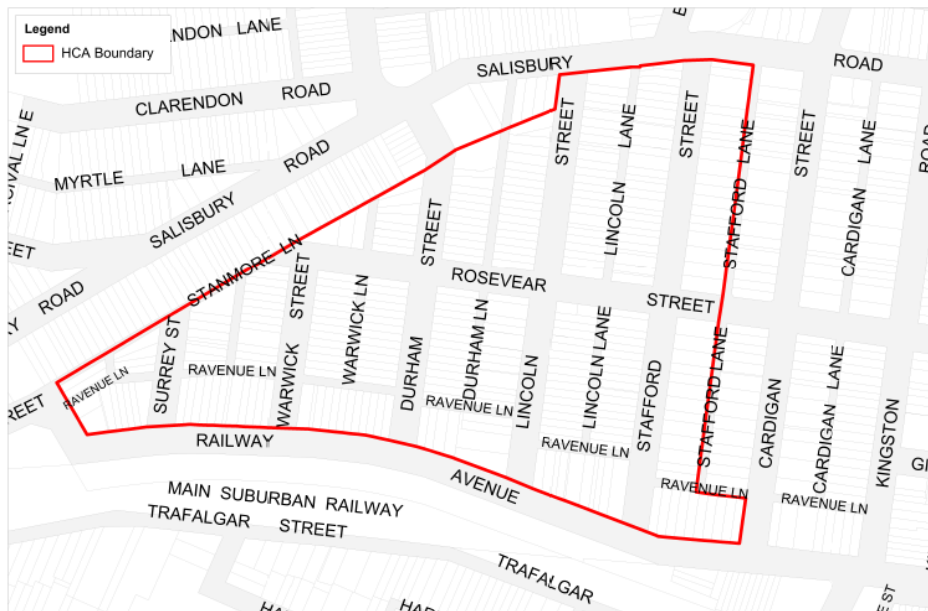 Legend
HCA Boundary
NDON LANE
SALISBURY
ROAD
CLARENDON ROAD
MYRTLE LANE
ROAD
SALISBURY
ROAD
STREET
LANE
STREET
STAFFORD LANE
STREET
LANE
LINCOLN
CARDIGAN
STANMORE LN
STREET
STREET
ROSEVEAR
STREET
WARWICK LN
WARWICK
SURREY ST
RAVENUE LN
RAVENUE LN
DURHAM
DURHAM LN
RAVENUE LN
LINCOLN
LINCOLN LANE
RAVENUE LN
STAFFORD
STAFFORD LANE
RAVENUE LN
CARDIGAN
CARDIGAN LANE
RAVENUE LN
KINGSTON
RAILWAY
AVENUE
MAIN SUBURBAN RAILWAY
TRAFALGAR STREET
TRAFALGAR